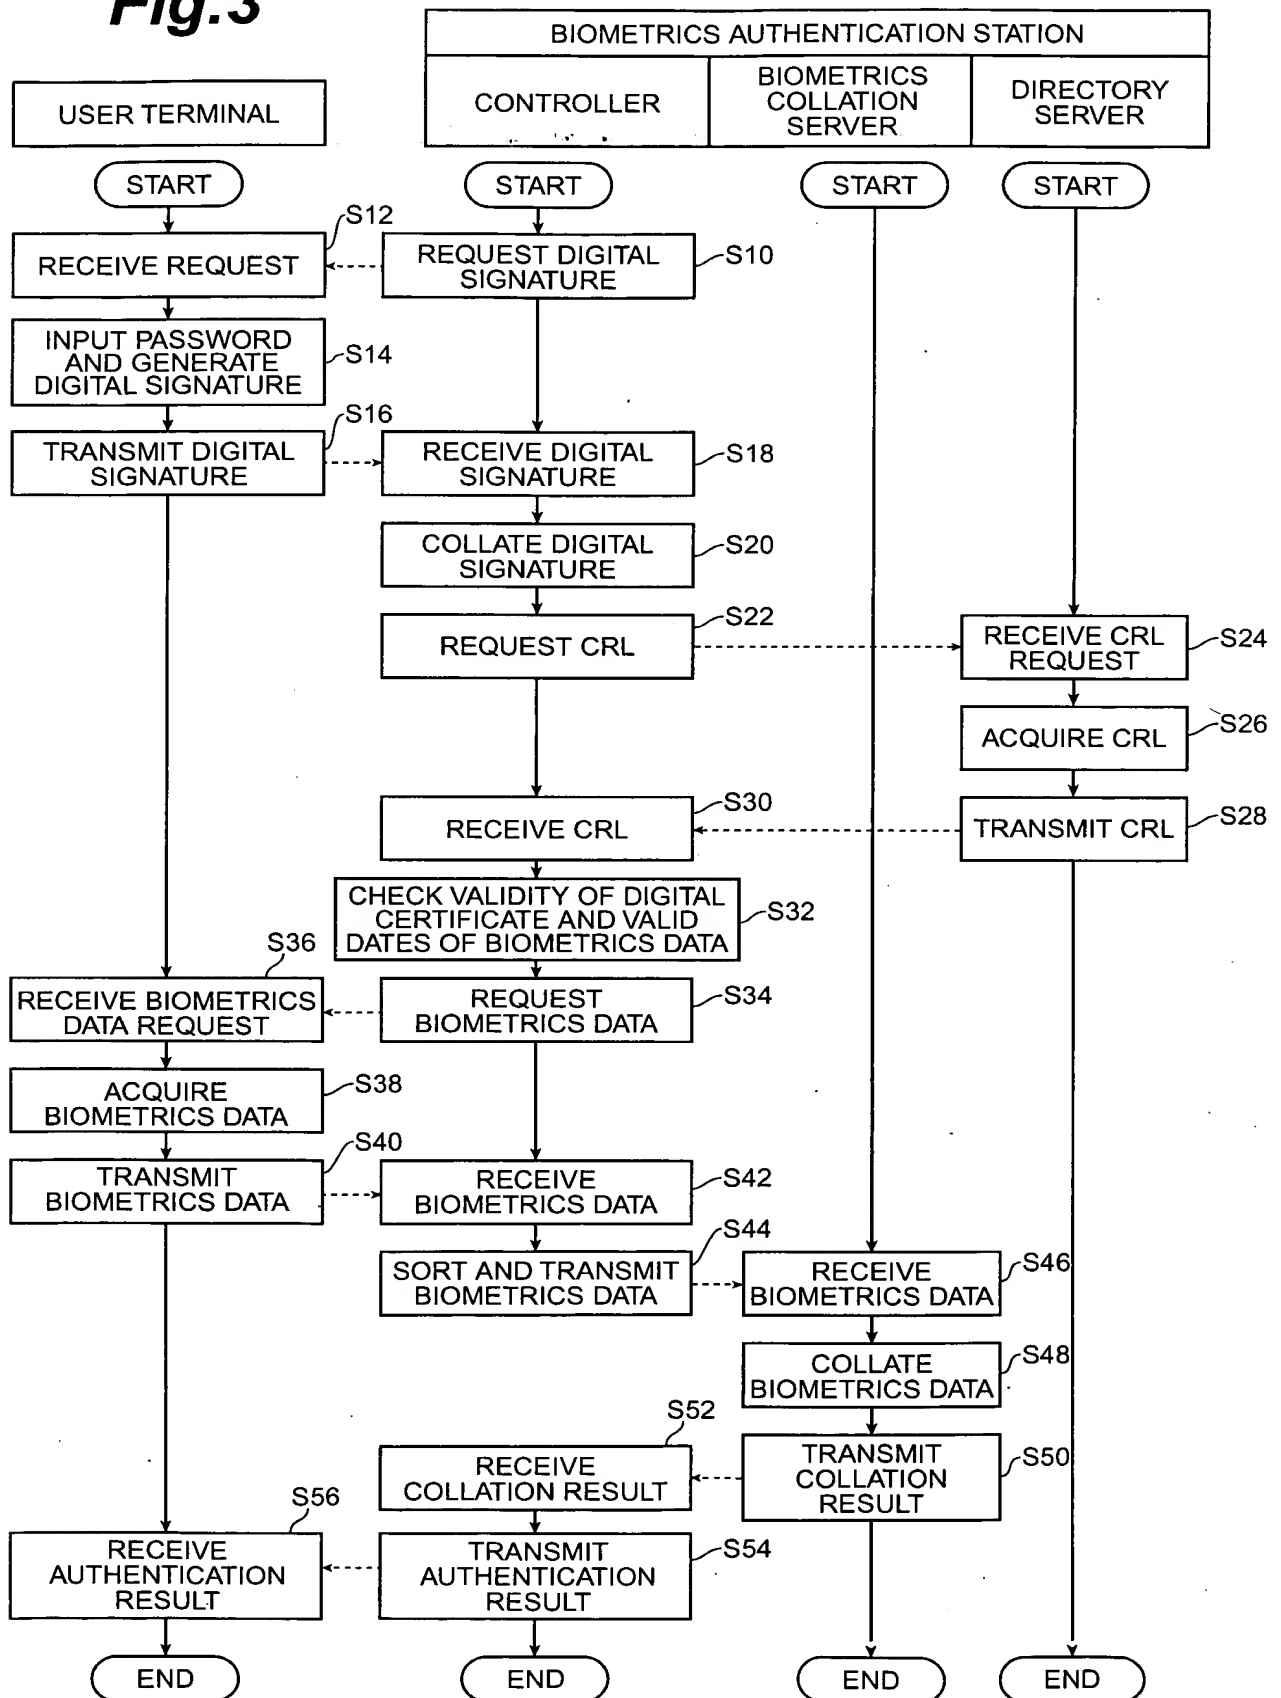 Fig.3
BIOMETRICS AUTHENTICATION STATION
USER TERMINAL
CONTROLLER
BIOMETRICS
COLLATION
SERVER
DIRECTORY
SERVER
START
START
START
START
S12
RECEIVE REQUEST
REQUEST DIGITAL
SIGNATURE
S10
INPUT PASSWORD
AND GENERATE
DIGITAL SIGNATURE
S14
S16
TRANSMIT DIGITAL
SIGNATURE
RECEIVE DIGITAL
SIGNATURE
S18
COLLATE DIGITAL
SIGNATURE
S20
S22
REQUEST CRL
RECEIVE CRL
REQUEST
S24
ACQUIRE CRL
S26
S30
RECEIVE CRL
TRANSMIT CRL
S28
CHECK VALIDITY OF DIGITAL
CERTIFICATE AND VALID
DATES OF BIOMETRICS DATA
S32
S36
RECEIVE BIOMETRICS
DATA REQUEST
REQUEST
BIOMETRICS DATA
S34
ACQUIRE
BIOMETRICS DATA
S38
S40
TRANSMIT
BIOMETRICS DATA
RECEIVE
BIOMETRICS DATA
S42
S44
SORT AND TRANSMIT
BIOMETRICS DATA
RECEIVE
BIOMETRICS DATA
S46
COLLATE
BIOMETRICS DATA
S48
S52
RECEIVE
COLLATION RESULT
TRANSMIT
COLLATION
RESULT
S50
S56
RECEIVE
AUTHENTICATION
RESULT
TRANSMIT
AUTHENTICATION
RESULT
S54
END
END
END
END